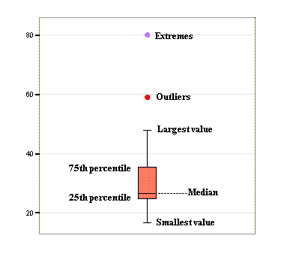 80
Extremes
60
Outliers
Largest value
40
75th percentile
Median
25th percentile
20
Smallest value